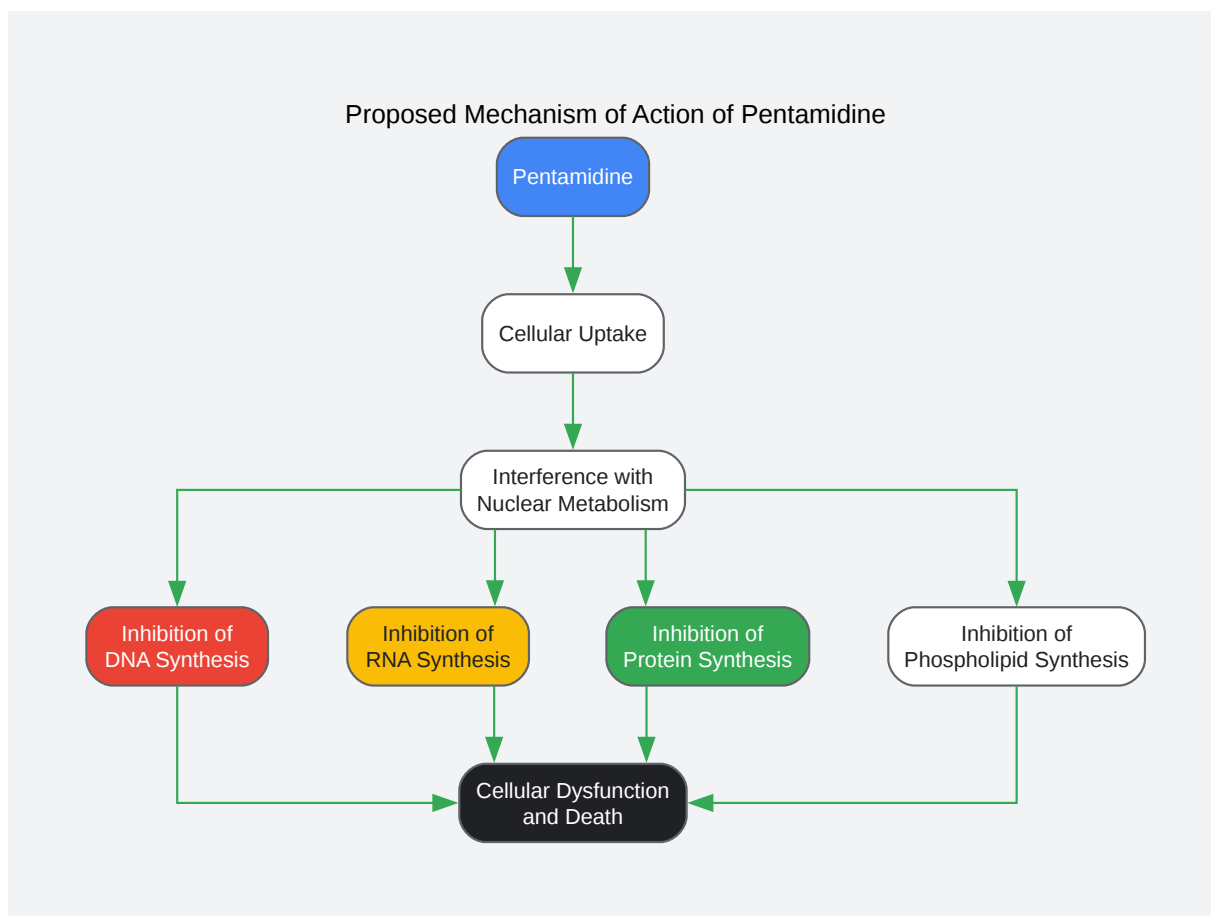 Proposed Mechanism of Action of Pentamidine
Pentamidine
Cellular Uptake
Interference with
Nuclear Metabolism
Inhibition of
DNA Synthesis
Inhibition of
RNA Synthesis
Inhibition of
Protein Synthesis
Inhibition of
Phospholipid Synthesis
Cellular Dysfunction
and Death